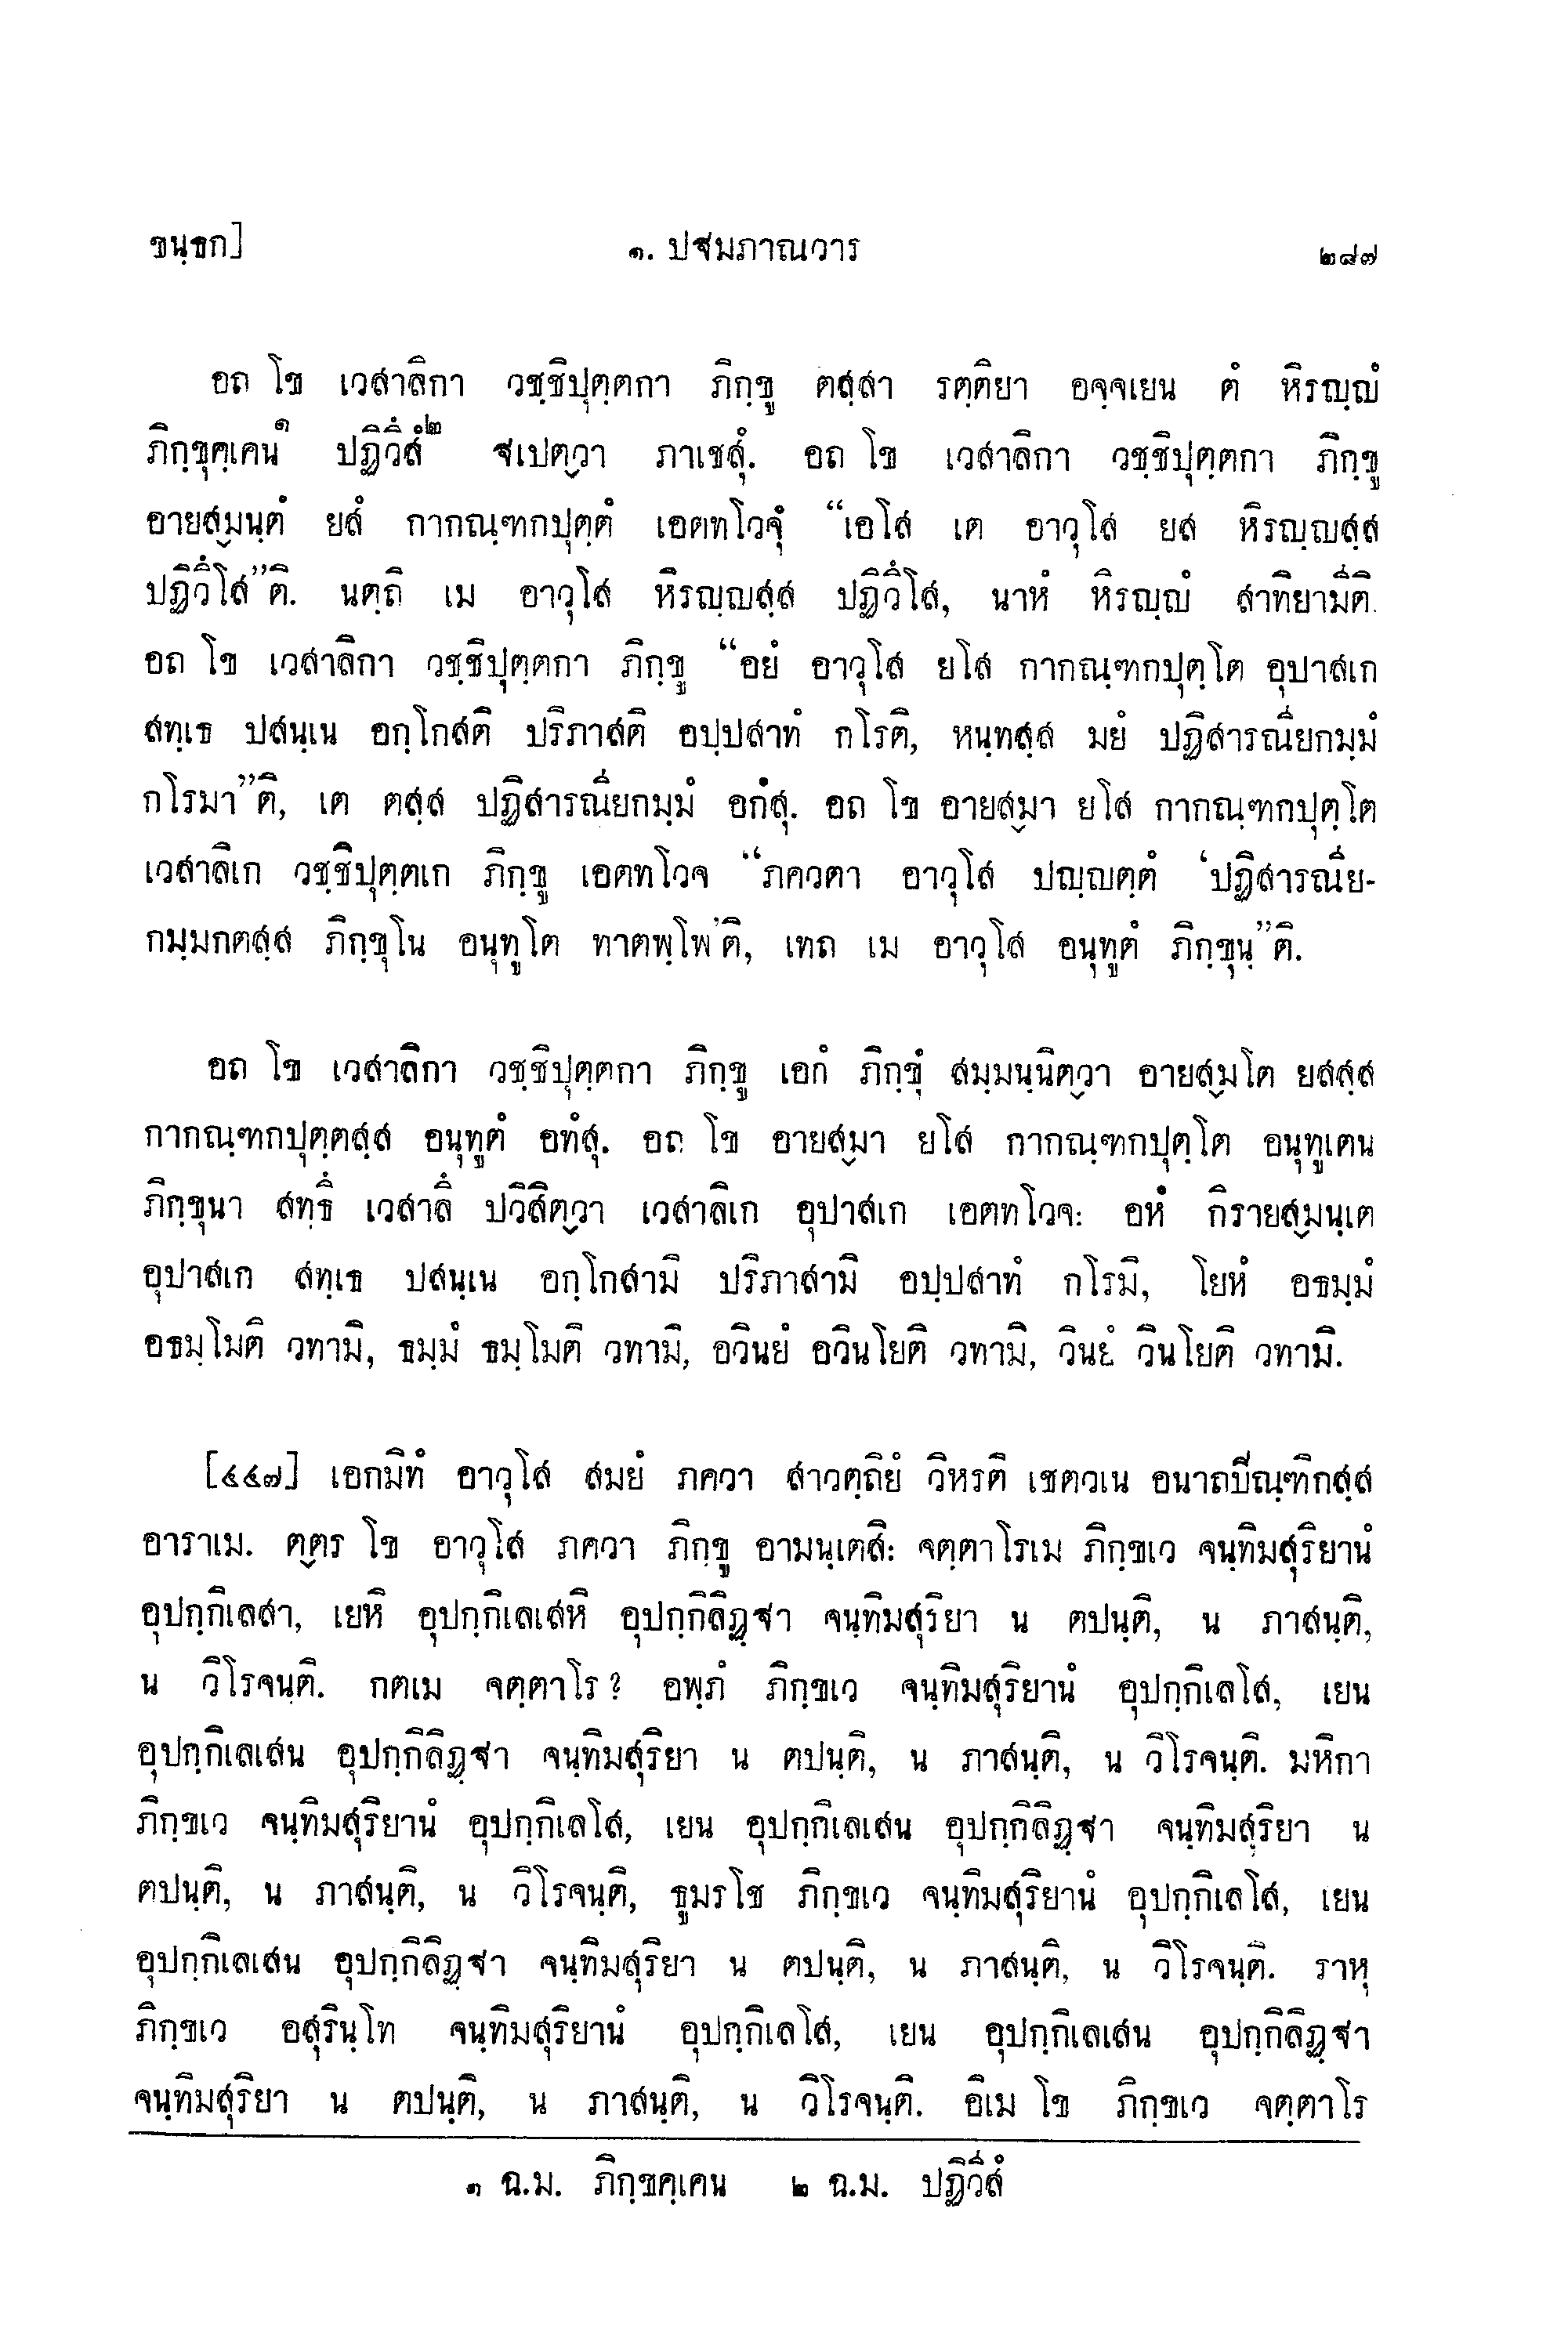 ขนฺธก] ๑. ปฐมภาณวาร ๒๘๗
อถ โข เวสาลิกา วชฺชิปุตฺตกา ภิกฺขู ตสฺสา รตฺติยา อจฺจเยน ตํ หิรญฺญํ
ภิกฺขุคฺเคน๑ ปฏิวึสํ๒ ฐเปตฺวา ภาเชสุํ. อถ โข เวสาลิกา วชฺชิปุตฺตกา ภิกฺขู
อายสฺมนฺตํ ยสํ กากณฺฑกปุตฺตํ เอตทโวจุํ “เอโส เต อาวุโส ยส หิรญฺญสฺส
ปฏิวึโส”ติ. นตฺถิ เม อาวุโส หิรญฺญสฺส ปฏิวึโส, นาหํ หิรญฺญํ สาทิยามีติ.
อถ โข เวสาลิกา วชฺชิปุตฺตกา ภิกฺขู “อยํ อาวุโส ยโส กากณฺฑกปุตฺโต อุปาสเก
สทฺเธ ปสนฺเน อกฺโกสติ ปริภาสติ อปฺปสาทํ กโรติ, หนฺทสฺส มยํ ปฏิสารณียกมฺมํ
กโรมา”ติ, เต ตสฺส ปฏิสารณียกมฺมํ อกํสุ. อถ โข อายสฺมา ยโส กากณฺฑกปุตฺโต
เวสาลิเก วชฺชิปุตฺตเก ภิกฺขู เอตทโวจ “ภควตา อาวุโส ปญฺญตฺตํ ‘ปฏิสารณีย-
กมฺมกตสฺส ภิกฺขุโน อนุทูโต ทาตพฺโพ’ติ, เทถ เม อาวุโส อนุทูตํ ภิกฺขุนฺ”ติ.
อถ โข เวสาลิกา วชฺชิปุตฺตกา ภิกฺขู เอกํ ภิกฺขุํ สมฺมนฺนิตฺวา อายสฺมโต ยสสฺส
กากณฺฑกปุตฺตสฺส อนุทูตํ อทํสุ. อถ โข อายสฺมา ยโส กากณฺฑกปุตฺโต อนุทูเตน
ภิกฺขุนา สทฺธึ เวสาลึ ปวิสิตฺวา เวสาลิเก อุปาสเก เอตทโวจ: อหํ กิรายสฺมนฺเต
อุปาสเก สทฺเธ ปสนฺเน อกฺโกสามิ ปริภาสามิ อปฺปสาทํ กโรมิ, โยหํ อธมฺมํ
อธมฺโมติ วทามิ, ธมฺมํ ธมฺโมติ วทามิ, อวินยํ อวินโยติ วทามิ, วินยํ วินโยติ วทามิ.
[๔๔๗] เอกมิทํ อาวุโส สมยํ ภควา สาวตฺถิยํ วิหรติ เชตวเน อนาถปิณฺฑิกสฺส
อาราเม. ตตฺร โข อาวุโส ภควา ภิกฺขู อามนฺเตสิ: จตฺตาโรเม ภิกฺขเว จนฺทิมสุริยานํ
อุปกฺกิเลสา, เยหิ อุปกฺกิเลเสหิ อุปกฺกิลิฏฺฐา จนฺทิมสุริยา น ตปนฺติ, น ภาสนฺติ,
น วิโรจนฺติ. กตเม จตฺตาโร? อพฺภํ ภิกฺขเว จนฺทิมสุริยานํ อุปกฺกิเลโส, เยน
อุปกฺกิเลเสน อุปกฺกิลิฏฺฐา จนฺทิมสุริยา น ตปนฺติ, น ภาสนฺติ, น วิโรจนฺติ. มหิกา
ภิกฺขเว จนฺทิมสุริยานํ อุปกฺกิเลโส, เยน อุปกฺกิเลเสน อุปกฺกิลิฏฺฐา จนฺทิมสุริยา น
ตปนฺติ, น ภาสนฺติ, น วิโรจนฺติ, ธูมรโช ภิกฺขเว จนฺทิมสุริยานํ อุปกฺกิเลโส, เยน
อุปกฺกิเลเสน อุปกฺกิลิฏฺฐา จนฺทิมสุริยา น ตปนฺติ, น ภาสนฺติ, น วิโรจนฺติ. ราหุ
ภิกฺขเว อสุรินฺโท จนฺทิมสุริยานํ อุปกฺกิเลโส, เยน อุปกฺกิเลเสน อุปกฺกิลิฏฺฐา
จนฺทิมสุริยา น ตปนฺติ, น ภาสนฺติ, น วิโรจนฺติ. อิเม โข ภิกฺขเว จตฺตาโร
๑ ฉ.ม. ภิกฺขคฺเคน ๒ ฉ.ม. ปฏิวีสํ